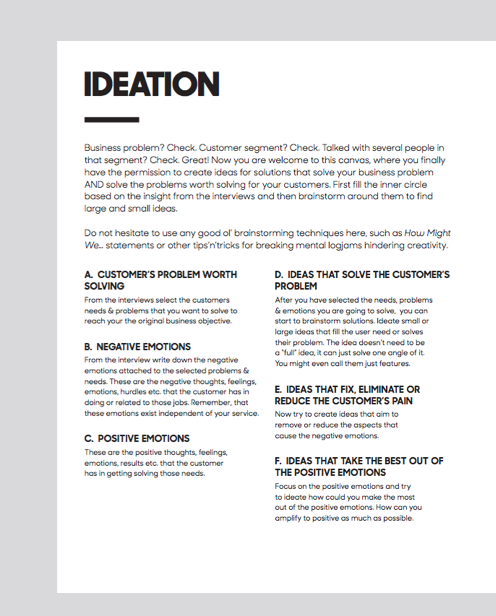 IDEATION
Business problem? Check. Customer segment? Check. Talked with several people in
that segment? Check. Great! Now you are welcome to this canvas, where you finally
have the permission to create ideas for solutions that solve your business problem
AND solve the problems worth solving for your customers. First fill the inner circle
based on the insight from the interviews and then brainstorm around them to find
large and small ideas.
Do not hesitate to use any good ol' brainstorming techniques here, such as How Might
We... statements or other tips'n'tricks for breaking mental logjams hindering creativity.
A. CUSTOMER'S PROBLEM WORTH
SOLVING
From the interviews select the customers
needs & problems that you want to solve to
reach your the original business objective.
B. NEGATIVE EMOTIONS
From the interview write down the negative
emotions attached to the selected problems &
needs. These are the negative thoughts, feelings,
emotions, hurdles etc. that the customer has in
doing or related to those jobs. Remember, that
these emotions exist independent of your service.
C. POSITIVE EMOTIONS
These are the positive thoughts, feelings,
emotions, results etc. that the customer
has in getting solving those needs.
D. IDEAS THAT SOLVE THE CUSTOMER'S
PROBLEM
After you have selected the needs, problems
& emotions you are going to solve, you can
start to brainstorm solutions. Ideate small or
large ideas that fill the user need or solves
their problem. The idea doesn't need to be
a "full" idea, it can just solve one angle of it.
You might even call them just features.
E. IDEAS THAT FIX, ELIMINATE OR
REDUCE THE CUSTOMER'S PAIN
Now try to create ideas that aim to
remove or reduce the aspects that
cause the negative emotions.
F. IDEAS THAT TAKE THE BEST OUT OF
THE POSITIVE EMOTIONS
Focus on the positive emotions and try
to ideate how could you make the most
out of the positive emotions. How can you
amplify to positive as much as possible.